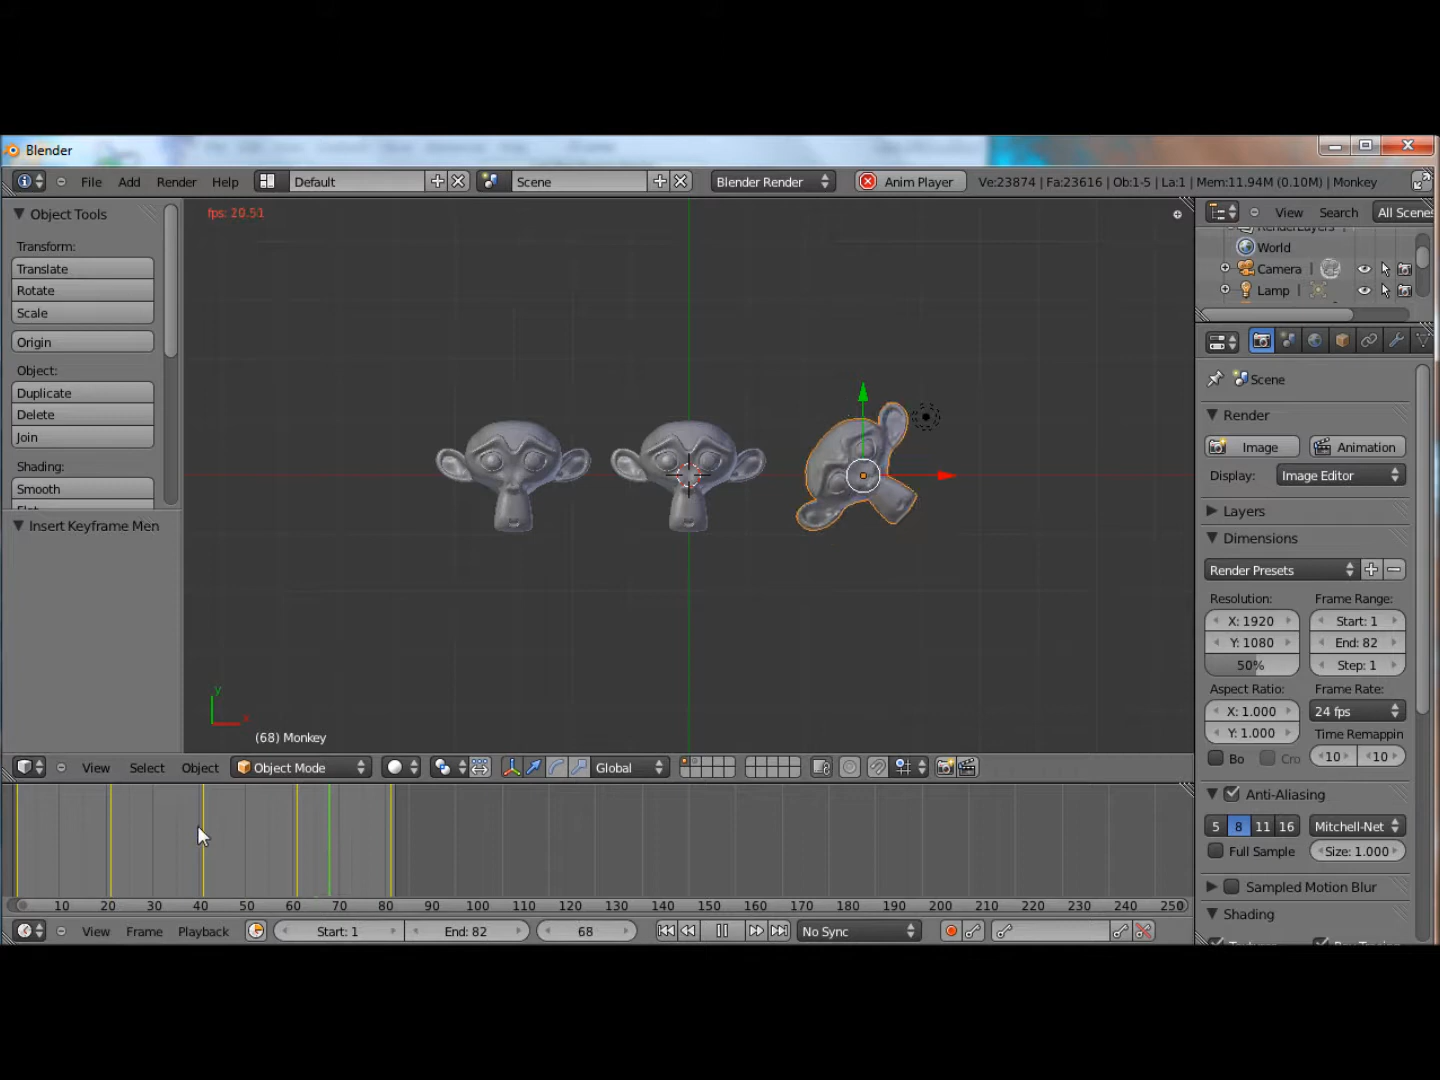 Blender
File Add Render Help Default Scene Blender Render Anim Player Ve:23874 | Fa:23616 | Ob:1-5 | La:1 | Mem:11.94M (0.10M) | Monkey
Object Tools
Transform:
Translate
Rotate
Scale
Origin
Object:
Duplicate
Delete
Join
Shading:
Smooth
Insert Keyframe Men
fps: 20.51
y
x
(68) Monkey
View Search All Scenes
RenderLayers
World
Camera
Lamp
Scene
Render
Image Animation
Display: Image Editor
Layers
Dimensions
Render Presets
Resolution: Frame Range:
X: 1920 Start: 1
Y: 1080 End: 82
50% Step: 1
Aspect Ratio: Frame Rate:
X: 1.000 24 fps
Y: 1.000 Time Remappin
Bo Cro 10 10
Anti-Aliasing
5 8 11 16 Mitchell-Net
Full Sample Size: 1.000
Sampled Motion Blur
Shading
View Select Object Object Mode Global
10 20 30 40 50 60 70 80 90 100 110 120 130 140 150 160 170 180 190 200 210 220 230 240 250
View Frame Playback Start: 1 End: 82 68 No Sync